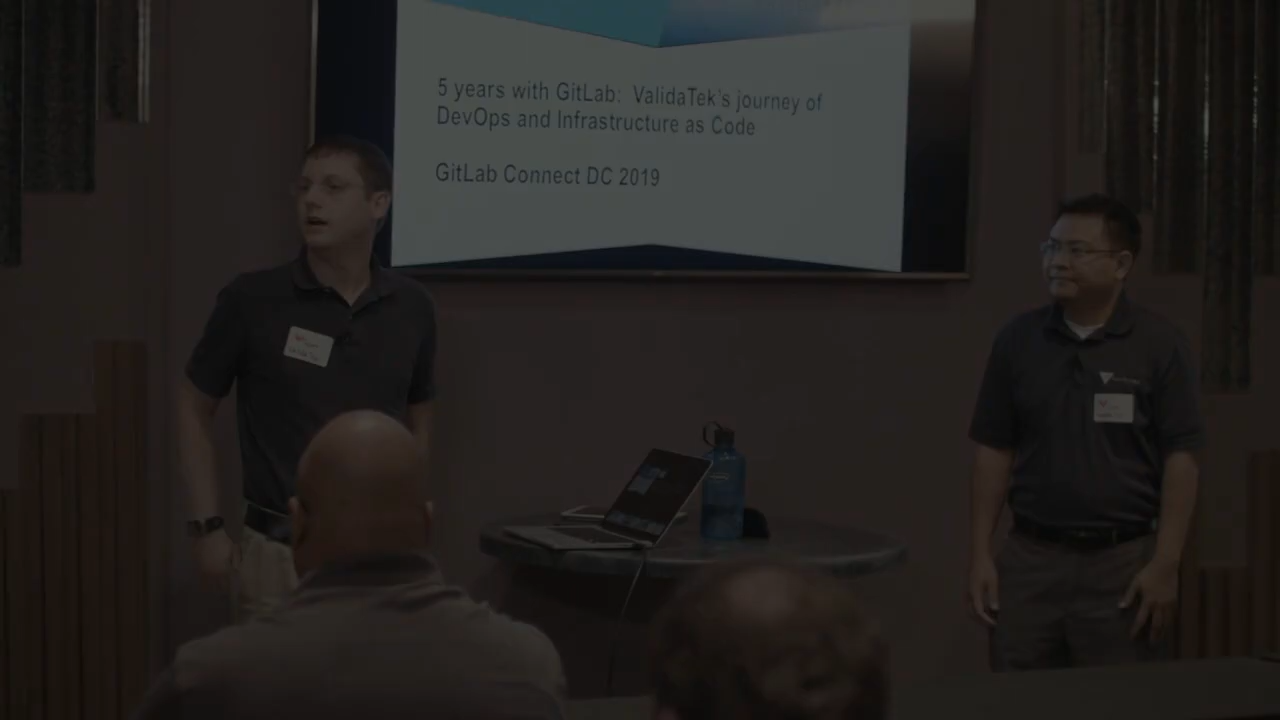 5 years with GitLab: ValidaTek's journey of
DevOps and Infrastructure as Code
GitLab Connect DC 2019